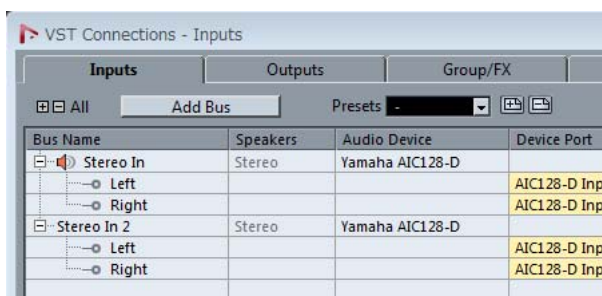 VST Connections - Inputs
Inputs Outputs Group/FX
All Add Bus Presets -
Bus Name Speakers Audio Device Device Port
Stereo In Stereo Yamaha AIC128-D
Left AIC128-D Inp
Right AIC128-D Inp
Stereo In 2 Stereo Yamaha AIC128-D
Left AIC128-D Inp
Right AIC128-D Inp